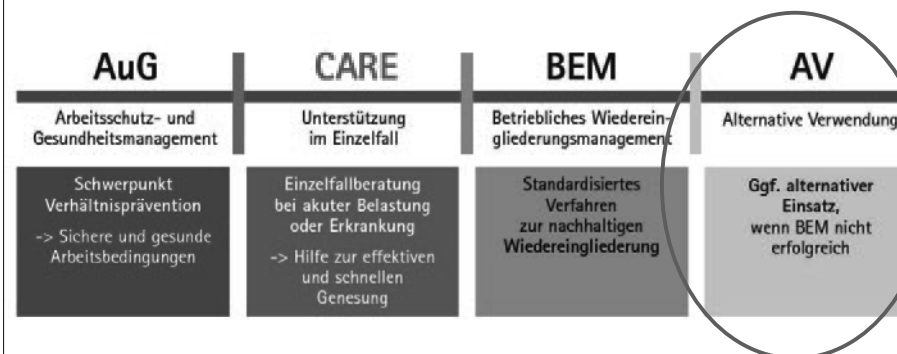 AuG
Arbeitsschutz- und
Gesundheitsmanagement
Schwerpunkt
Verhältnisprävention
-> Sichere und gesunde
Arbeitsbedingungen
CARE
Unterstützung
im Einzelfall
Einzelfallberatung
bei akuter Belastung
oder Erkrankung
-> Hilfe zur effektiven
und schnellen
Genesung
BEM
Betriebliches Wiederein-
gliederungsmanagement
Standardisiertes
Verfahren
zur nachhaltigen
Wiedereingliederung
AV
Alternative Verwendung
Ggf. alternativer
Einsatz,
wenn BEM nicht
erfolgreich